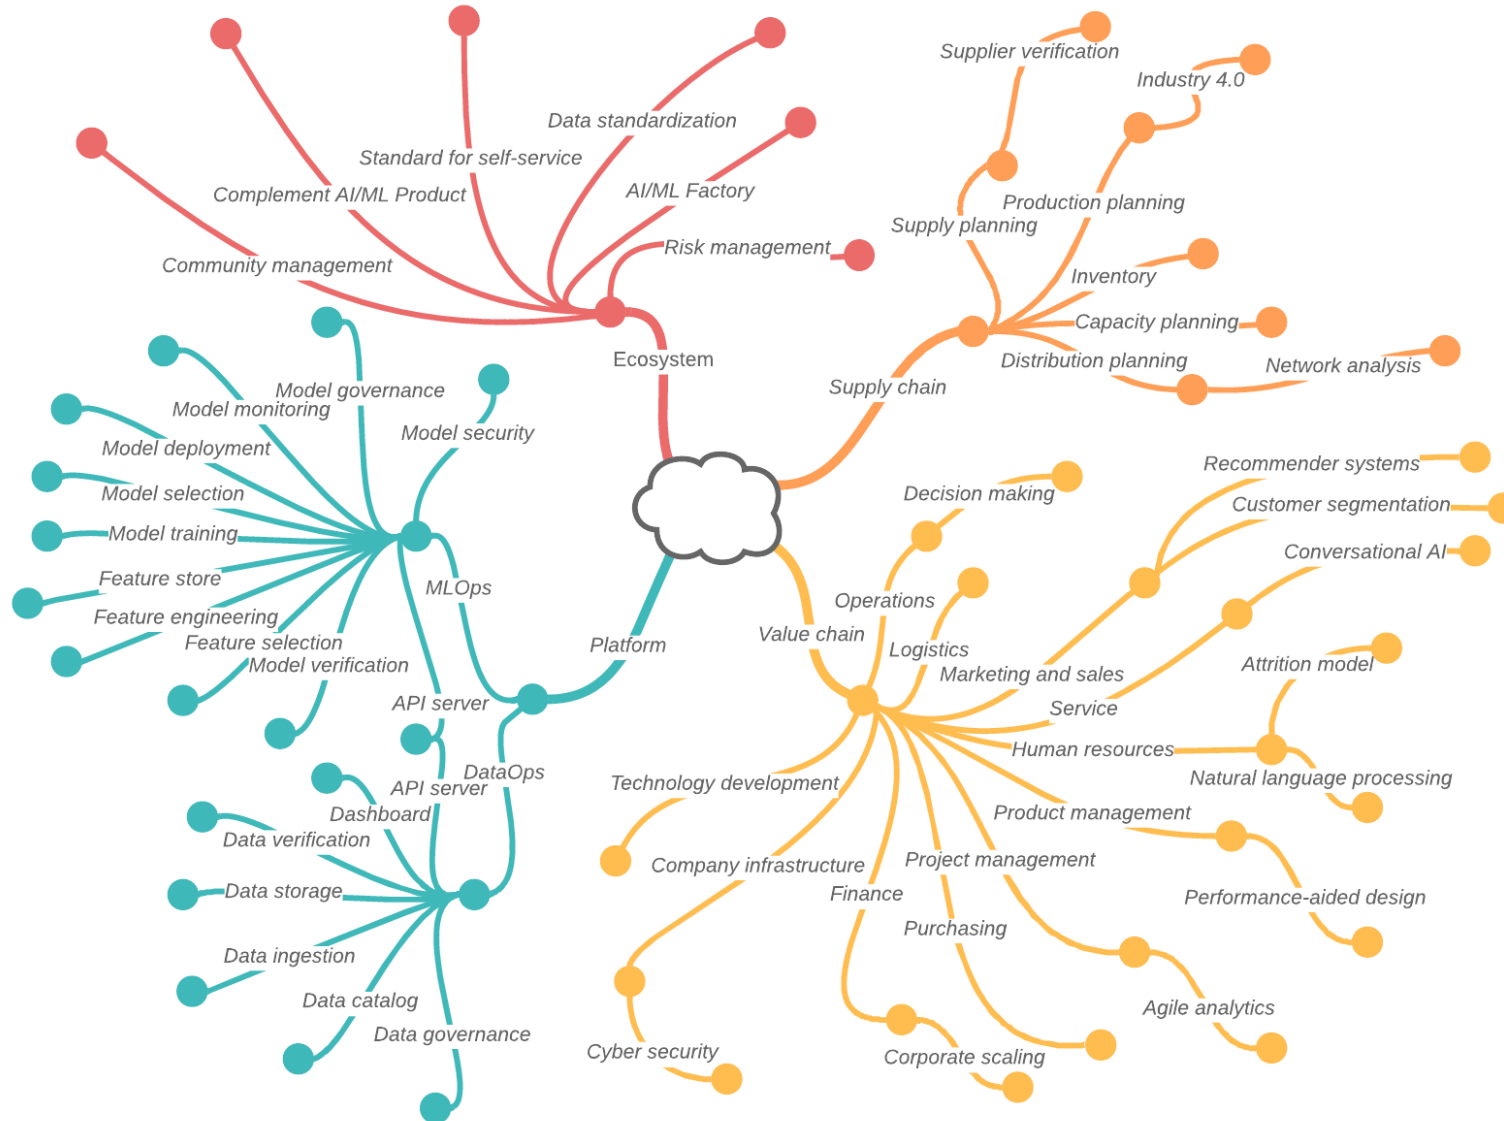 Supplier verification
Industry 4.0
Data standardization
Standard for self-service
AI/ML Factory
Complement AI/ML Product
Production planning
Supply planning
Risk management
Community management
Inventory
Capacity planning
Ecosystem
Distribution planning
Network analysis
Supply chain
Model governance
Model monitoring
Model security
Model deployment
Model selection
Model training
Feature store
Feature engineering
Feature selection
Model verification
MLOps
Platform
API server
API server
DataOps
Dashboard
Data verification
Data storage
Data ingestion
Data catalog
Data governance
Recommender systems
Decision making
Customer segmentation
Conversational AI
Operations
Value chain
Logistics
Marketing and sales
Attrition model
Service
Human resources
Natural language processing
Technology development
Product management
Company infrastructure
Project management
Finance
Performance-aided design
Purchasing
Agile analytics
Cyber security
Corporate scaling